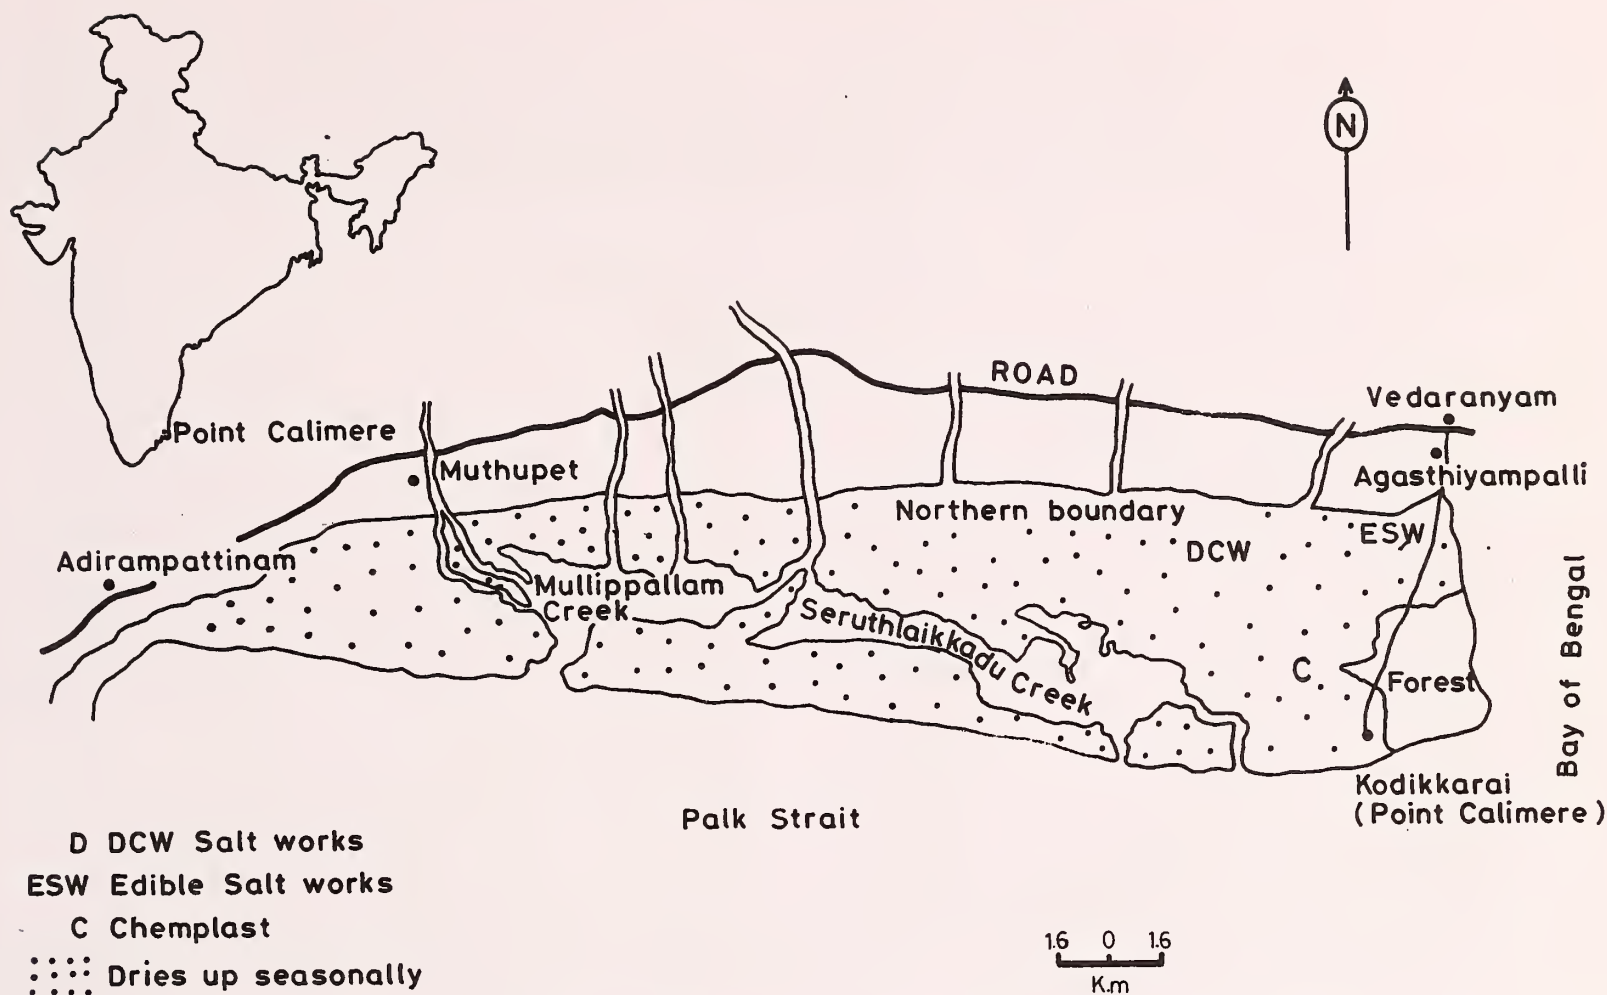 N
ROAD
Vedaranyam
Point Calimere
Muthupet
Agasthiyampalli
Northern boundary
ESW
DCW
Adirampattinam
Mullippallam
Creek
Seruthlaikkadu Creek
C
Forest
Bay of Bengal
Kodikkarai
(Point Calimere)
Palk Strait
D DCW Salt works
ESW Edible Salt works
C Chemplast
Dries up seasonally
1.6 0 1.6
K.m